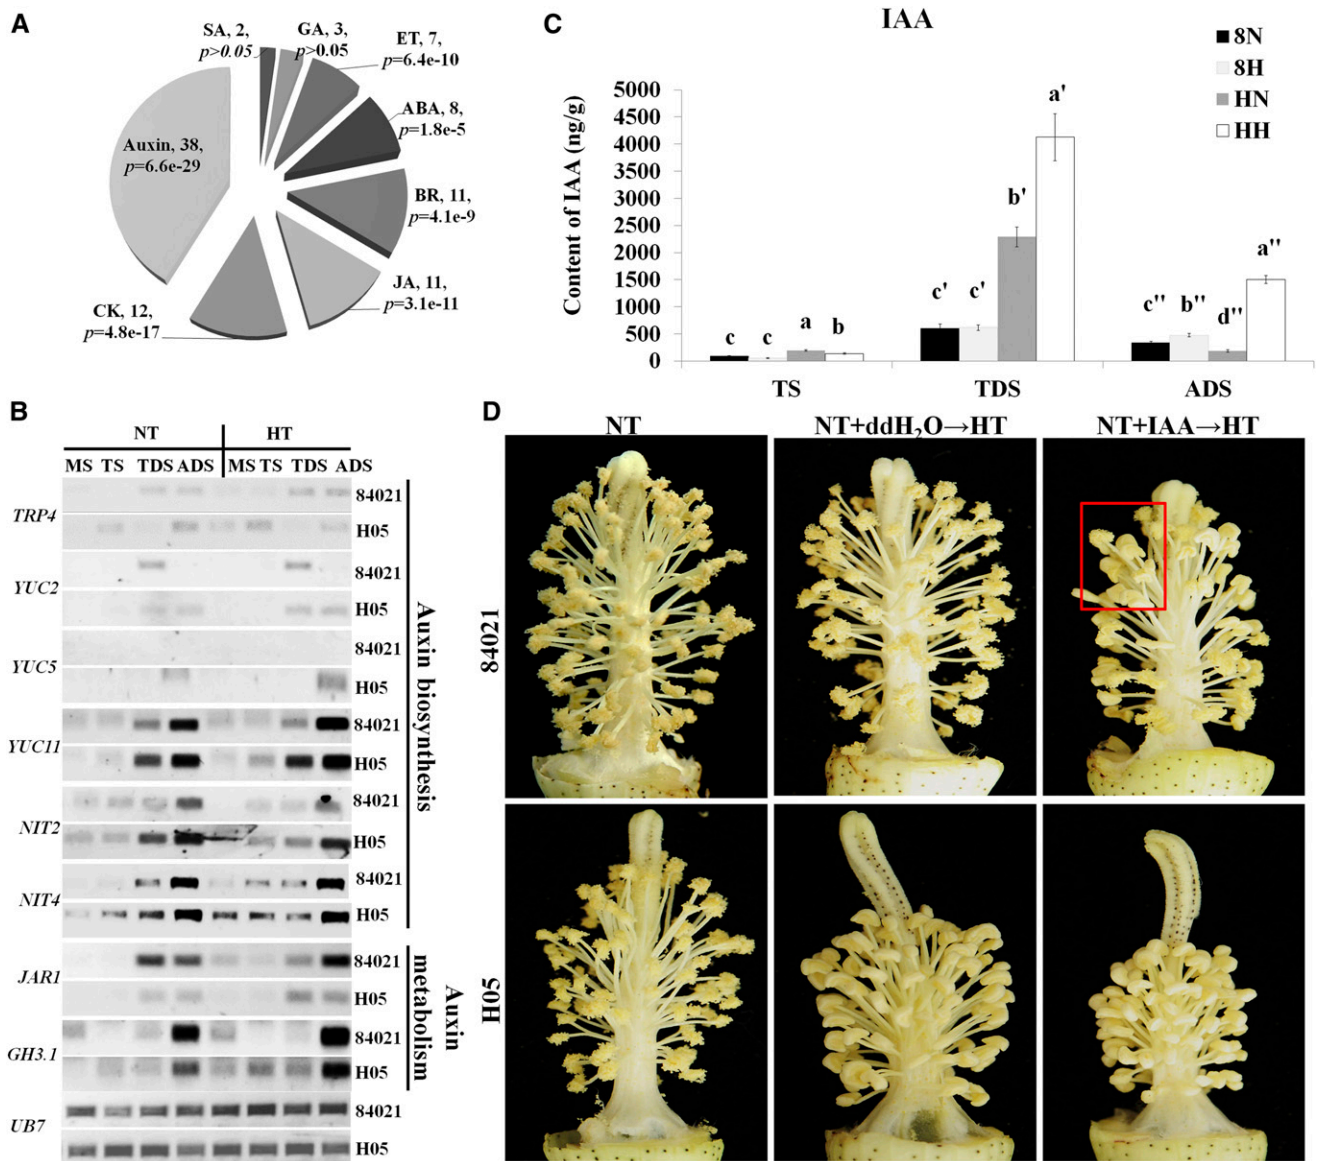 A
SA, 2,
p>0.05
GA, 3,
p>0.05
ET, 7,
p=6.4e-10
ABA, 8,
p=1.8e-5
Auxin, 38,
p=6.6e-29
BR, 11,
p=4.1e-9
JA, 11,
p=3.1e-11
CK, 12,
p=4.8e-17
C
IAA
8N
8H
HN
HH
Content of IAA (ng/g)
5000
4500
4000
3500
3000
2500
2000
1500
1000
500
0
c c a b
c' c' b' a'
c'' b'' d'' a''
TS TDS ADS
B
NT HT
MS TS TDS ADS MS TS TDS ADS
TRP4
84021
H05
YUC2
84021
H05
YUC5
84021
H05
YUC11
84021
H05
NIT2
84021
H05
NIT4
84021
H05
JAR1
84021
H05
GH3.1
84021
H05
UB7
84021
H05
Auxin biosynthesis
Auxin
metabolism
D
NT NT+ddH₂O→HT NT+IAA→HT
84021
H05